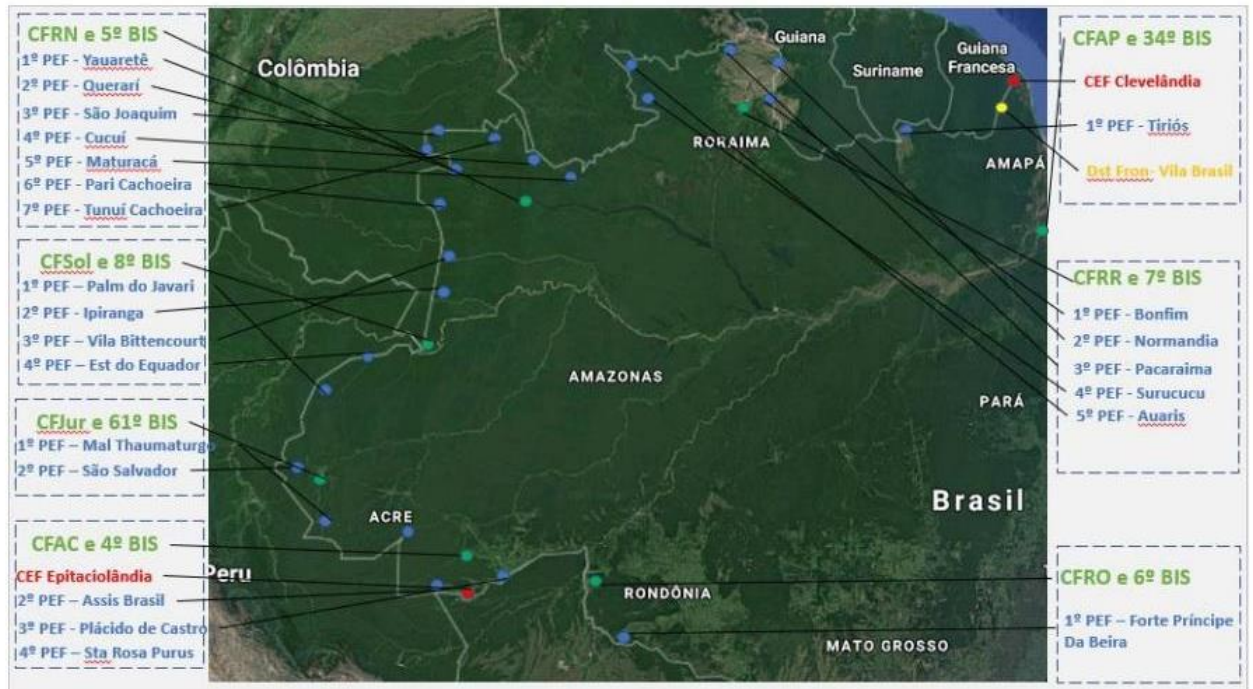 CFRN e 5º BIS
1º PEF - Yauaretê
2º PEF - Querarí
3º PEF - São Joaquim
4º PEF - Cucuí
5º PEF - Maturacá
6º PEF - Pari Cachoeira
7º PEF - Tunuí Cachoeira
CFSol e 8º BIS
1º PEF – Palm do Javari
2º PEF - Ipiranga
3º PEF – Vila Bittencourt
4º PEF – Est do Equador
CFJur e 61º BIS
1º PEF – Mal Thaumaturgo
2º PEF – São Salvador
CFAC e 4º BIS
CEF Epitaciolândia
2º PEF – Assis Brasil
3º PEF - Plácido de Castro
4º PEF – Sta Rosa Purus
Colômbia
Guiana
Suriname
Guiana
Francesa
RORAIMA
AMAPÁ
AMAZONAS
PARÁ
Brasil
ACRE
Peru
RONDÔNIA
MATO GROSSO
CFAP e 34º BIS
CEF Clevelândia
1º PEF - Tiriós
Dst Fron- Vila Brasil
CFRR e 7º BIS
1º PEF - Bonfim
2º PEF - Normandia
3º PEF - Pacaraima
4º PEF - Surucucu
5º PEF - Auaris
CFRO e 6º BIS
1º PEF – Forte Príncipe
Da Beira